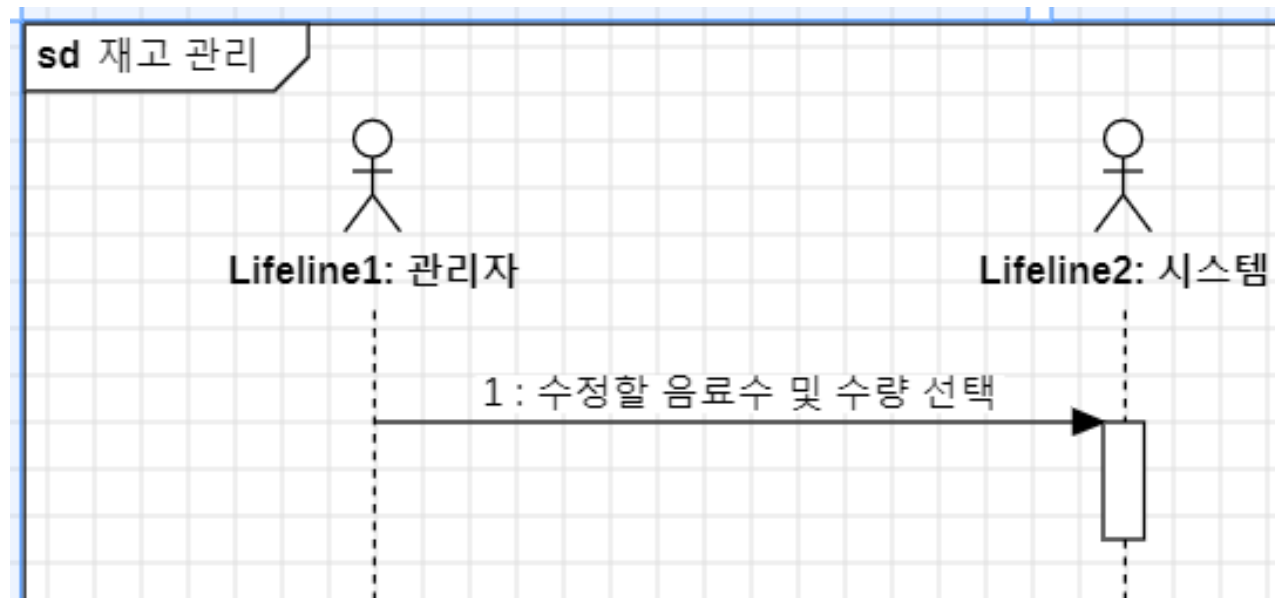 sd 재고 관리
Lifeline1: 관리자
Lifeline2: 시스템
1 : 수정할 음료수 및 수량 선택